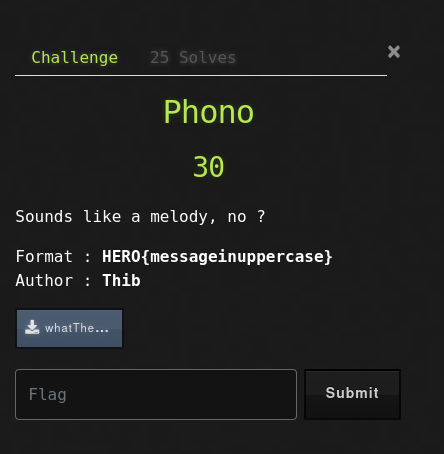 Challenge 25 Solves ×
Phono
30
Sounds like a melody, no ?
Format : HERO{messageinuppercase}
Author : Thib
whatThe...
Flag Submit